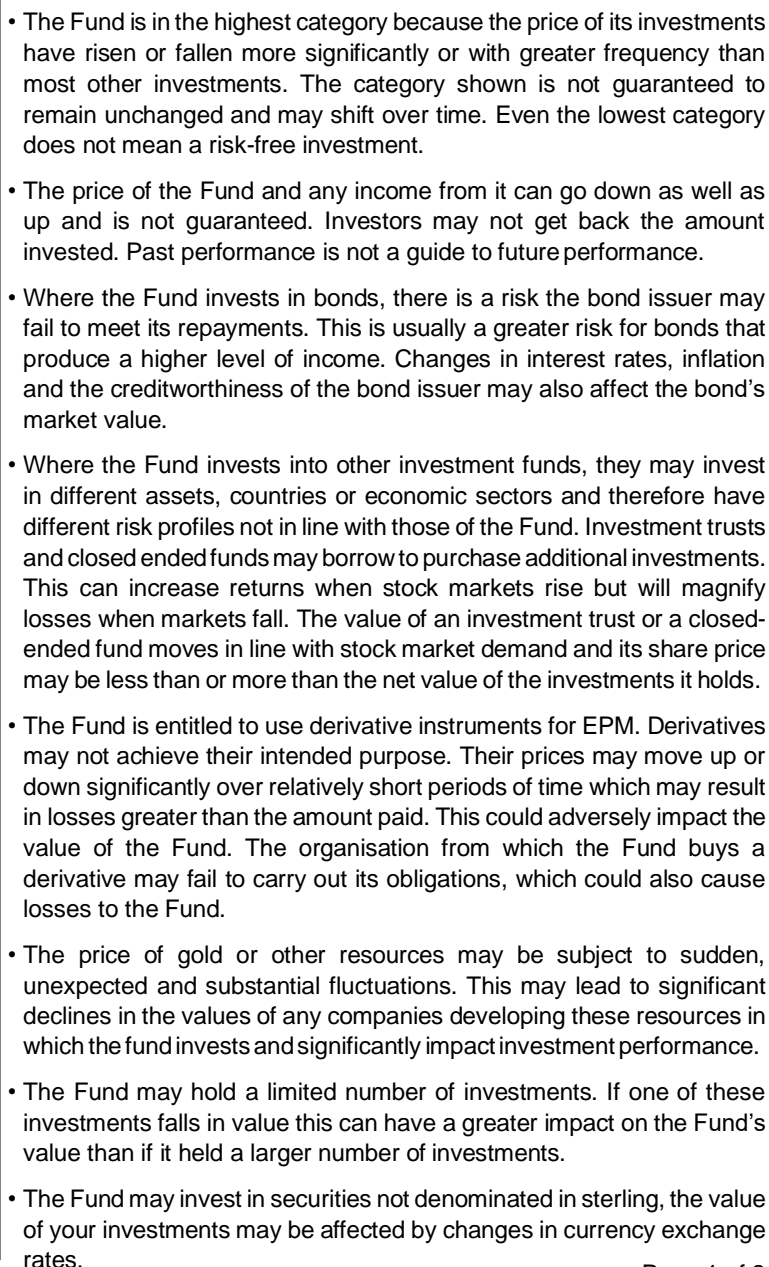 • The Fund is in the highest category because the price of its investments
have risen or fallen more significantly or with greater frequency than
most other investments. The category shown is not guaranteed to
remain unchanged and may shift over time. Even the lowest category
does not mean a risk-free investment.
• The price of the Fund and any income from it can go down as well as
up and is not guaranteed. Investors may not get back the amount
invested. Past performance is not a guide to future performance.
• Where the Fund invests in bonds, there is a risk the bond issuer may
fail to meet its repayments. This is usually a greater risk for bonds that
produce a higher level of income. Changes in interest rates, inflation
and the creditworthiness of the bond issuer may also affect the bond's
market value.
• Where the Fund invests into other investment funds, they may invest
in different assets, countries or economic sectors and therefore have
different risk profiles not in line with those of the Fund. Investment trusts
and closed ended funds may borrow to purchase additional investments.
This can increase returns when stock markets rise but will magnify
losses when markets fall. The value of an investment trust or a closed-
ended fund moves in line with stock market demand and its share price
may be less than or more than the net value of the investments it holds.
• The Fund is entitled to use derivative instruments for EPM. Derivatives
may not achieve their intended purpose. Their prices may move up or
down significantly over relatively short periods of time which may result
in losses greater than the amount paid. This could adversely impact the
value of the Fund. The organisation from which the Fund buys a
derivative may fail to carry out its obligations, which could also cause
losses to the Fund.
• The price of gold or other resources may be subject to sudden,
unexpected and substantial fluctuations. This may lead to significant
declines in the values of any companies developing these resources in
which the fund invests and significantly impact investment performance.
• The Fund may hold a limited number of investments. If one of these
investments falls in value this can have a greater impact on the Fund's
value than if it held a larger number of investments.
• The Fund may invest in securities not denominated in sterling, the value
of your investments may be affected by changes in currency exchange
rates.